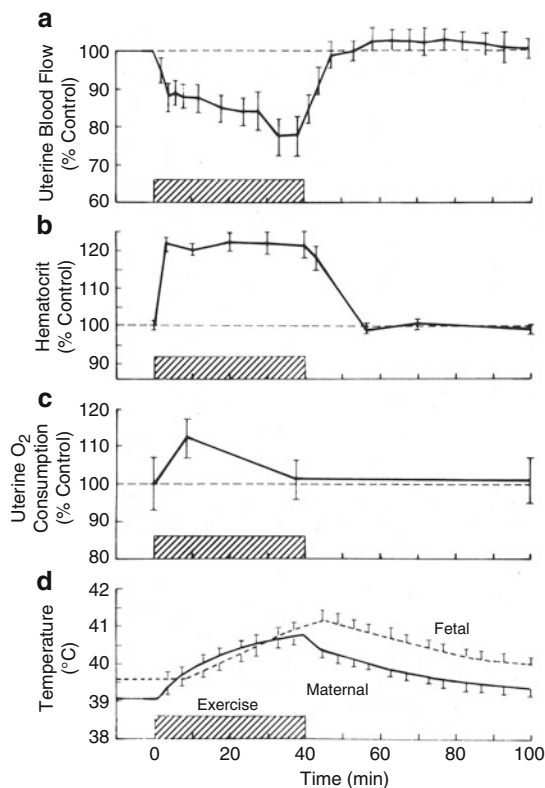 a
Uterine Blood Flow
(% Control)
100
90
80
70
60
b
Hematocrit
(% Control)
120
100
90
c
Uterine O₂
Consumption
(% Control)
120
110
100
90
80
d
Temperature
(°C)
42
41
40
39
38
Fetal
Maternal
Exercise
0 20 40 60 80 100
Time (min)